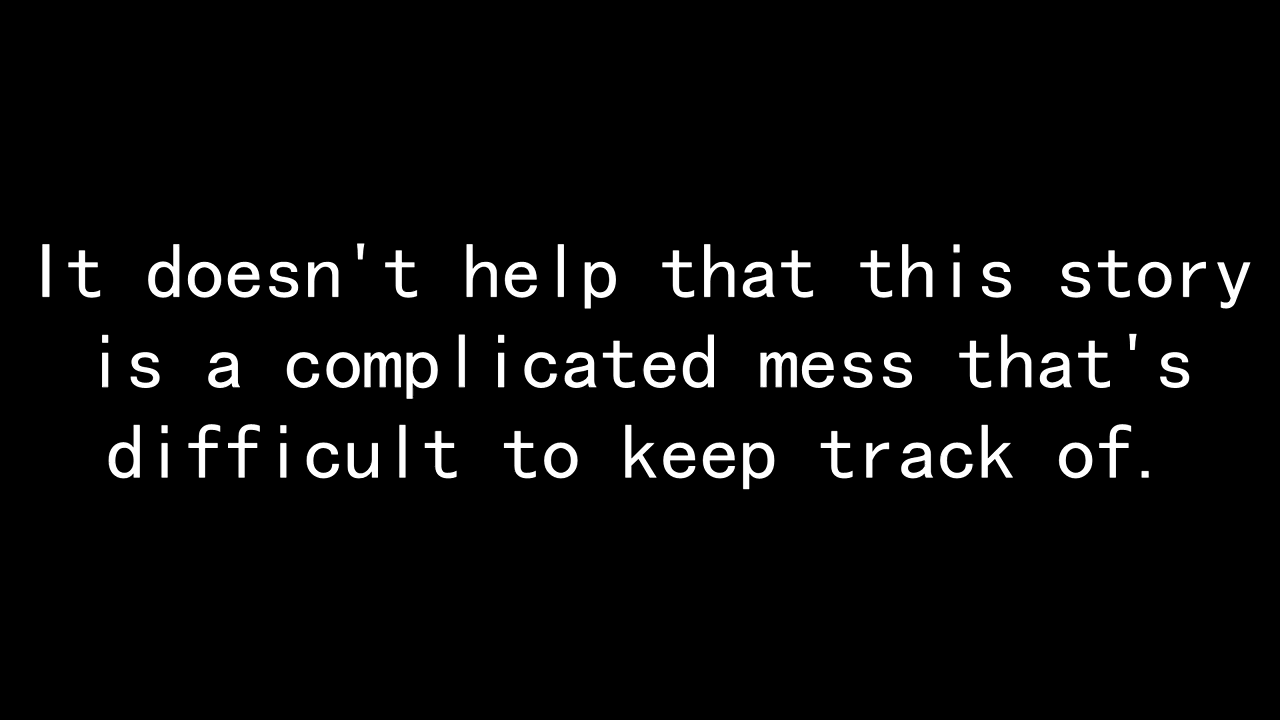 It doesn't help that this story
is a complicated mess that's
difficult to keep track of.